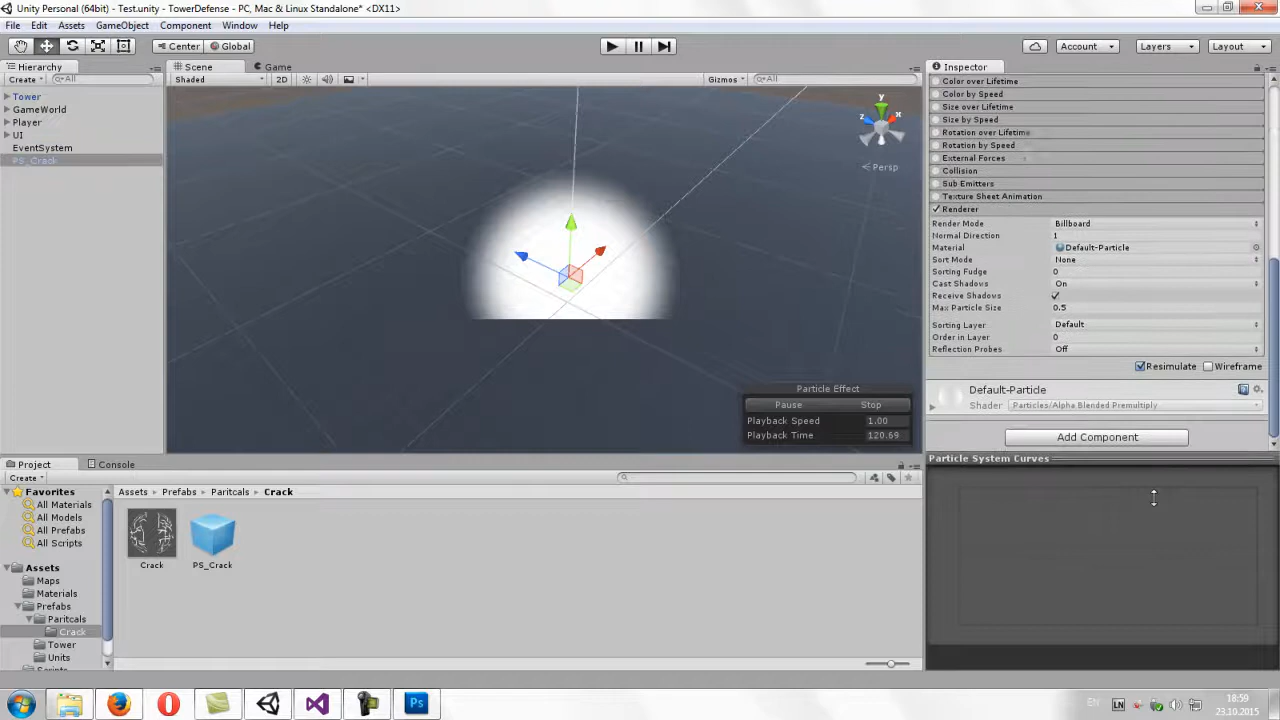 Unity Personal (64bit) - Test.unity - TowerDefense - PC, Mac & Linux Standalone* <DX11>
File Edit Assets GameObject Component Window Help
Center Global Account Layers Layout
Hierarchy Scene Game Inspector
Create All Shaded 2D Gizmos All
Tower
GameWorld
Player
UI
EventSystem
PS_Crack
y
z x
Persp
Particle Effect
Pause Stop
Playback Speed 1.00
Playback Time 120.69
Color over Lifetime
Color by Speed
Size over Lifetime
Size by Speed
Rotation over Lifetime
Rotation by Speed
External Forces
Collision
Sub Emitters
Texture Sheet Animation
Renderer
Render Mode Billboard
Normal Direction 1
Material Default-Particle
Sort Mode None
Sorting Fudge 0
Cast Shadows On
Receive Shadows
Max Particle Size 0.5
Sorting Layer Default
Order in Layer 0
Reflection Probes Off
Resimulate Wireframe
Default-Particle
Shader Particles/Alpha Blended Premultiply
Add Component
Particle System Curves
Project Console
Create
Favorites
All Materials
All Models
All Prefabs
All Scripts
Assets
Maps
Materials
Prefabs
Paritcals
Crack
Tower
Units
Scripts
Assets Prefabs Paritcals Crack
Crack PS_Crack
Ps
EN LN 18:59
23.10.2015